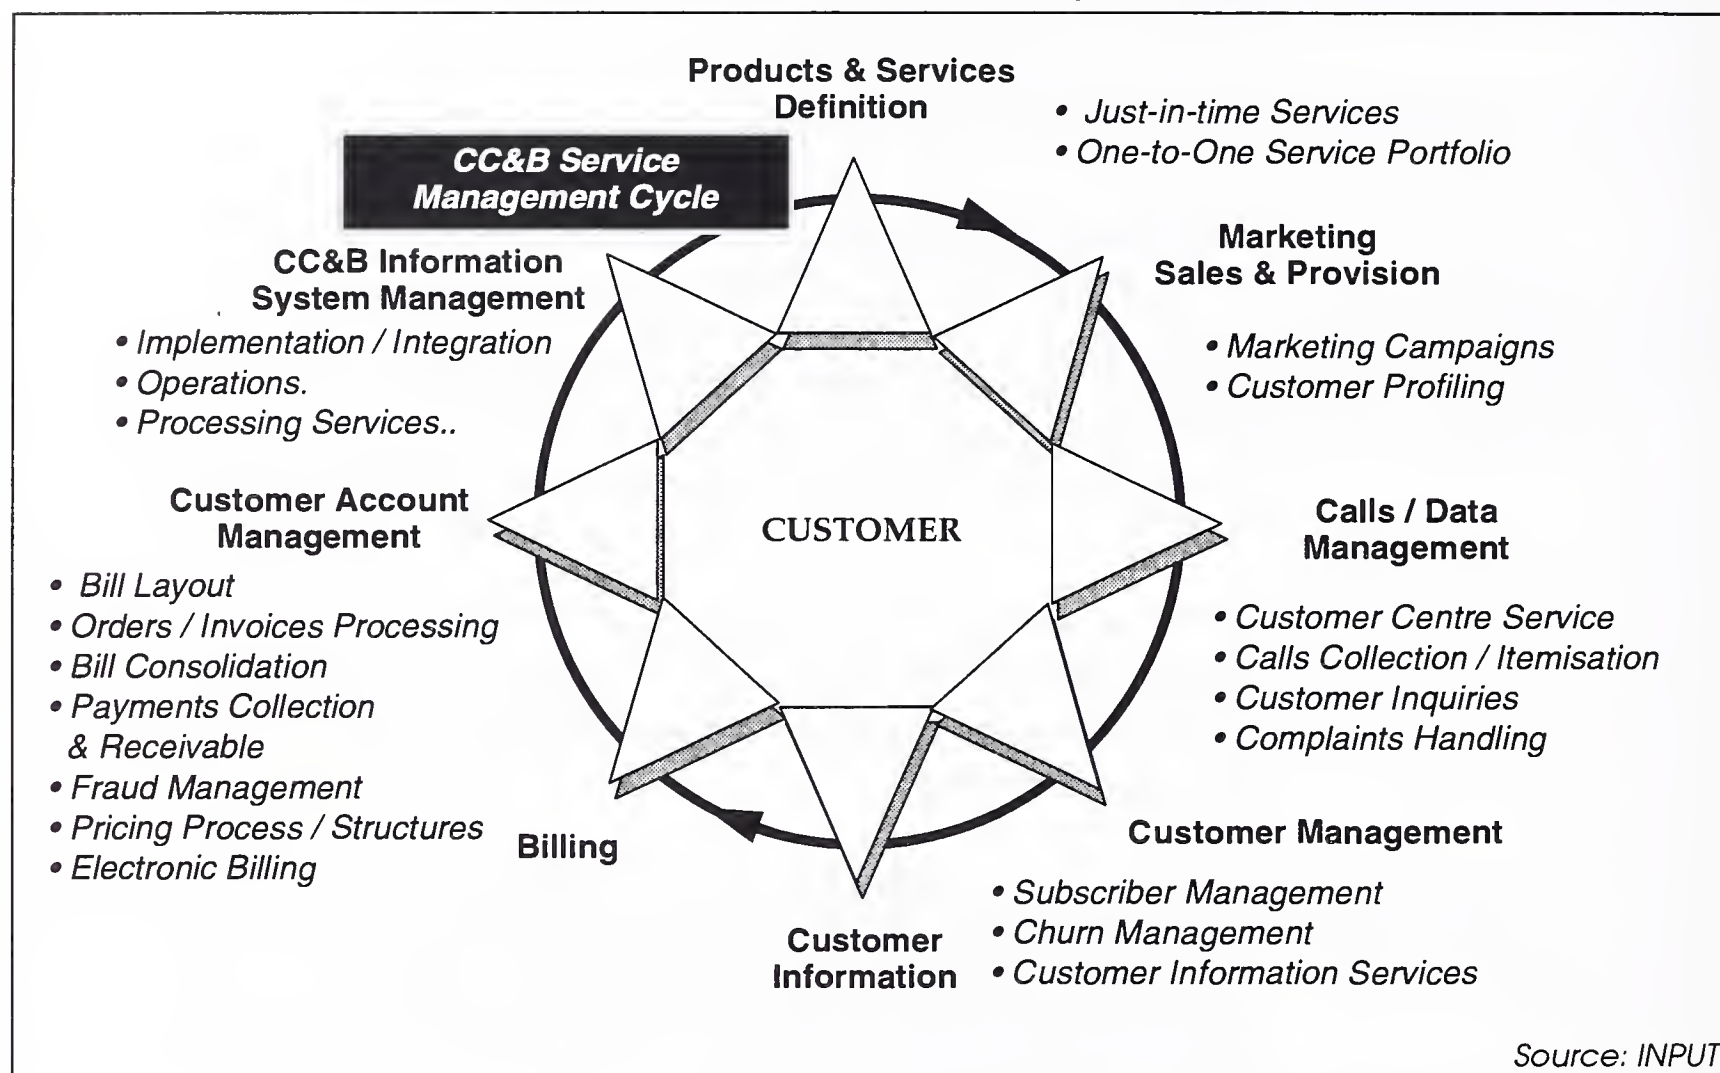 Products & Services
Definition
• Just-in-time Services
• One-to-One Service Portfolio
CC&B Service
Management Cycle
Marketing
Sales & Provision
• Marketing Campaigns
• Customer Profiling
CC&B Information
System Management
• Implementation / Integration
• Operations.
• Processing Services..
Customer Account
Management
• Bill Layout
• Orders / Invoices Processing
• Bill Consolidation
• Payments Collection
& Receivable
• Fraud Management
• Pricing Process / Structures
• Electronic Billing
CUSTOMER
Calls / Data
Management
• Customer Centre Service
• Calls Collection / Itemisation
• Customer Inquiries
• Complaints Handling
Billing
Customer Management
• Subscriber Management
• Churn Management
• Customer Information Services
Customer
Information
Source: INPUT